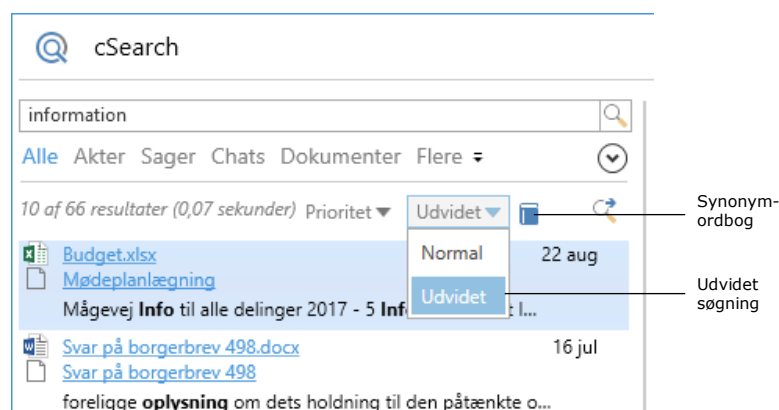 cSearch
information
Alle Akter Sager Chats Dokumenter Flere
10 af 66 resultater (0,07 sekunder) Prioritet Udvidet
Synonym-
ordbog
Normal
Udvidet
Udvidet
søgning
Budget.xlsx 22 aug
Mødeplanlægning
Mågevej Info til alle delinger 2017 - 5
Svar på borgerbrev 498.docx 16 jul
Svar på borgerbrev 498
foreligge oplysning om dets holdning til den påtænkte o...